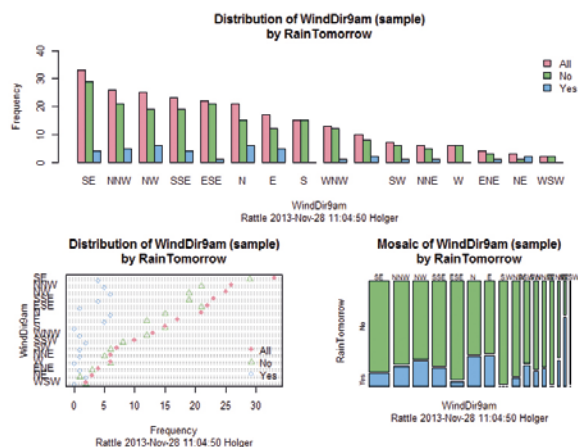 Distribution of WindDir9am (sample)
by RainTomorrow
Frequency
40
30
20
10
0
All
No
Yes
SE NNW NW SSE ESE N E S WNW SW NNE W ENE NE WSW
WindDir9am
Rattle 2013-Nov-28 11:04:50 Holger
Distribution of WindDir9am (sample)
by RainTomorrow
WindDir9am
SE
WNW
SSW
WSW
All
No
Yes
0 5 10 15 20 25 30
Frequency
Rattle 2013-Nov-28 11:04:50 Holger
Mosaic of WindDir9am (sample)
by RainTomorrow
SE NNW NW SSE ESE N E
RainTomorrow
No
Yes
WindDir9am
Rattle 2013-Nov-28 11:04:50 Holger